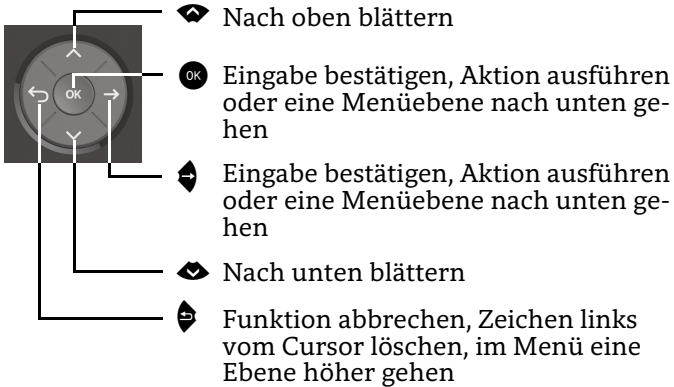 Nach oben blättern
OK
OK
Eingabe bestätigen, Aktion ausführen
oder eine Menüebene nach unten ge-
hen
Eingabe bestätigen, Aktion ausführen
oder eine Menüebene nach unten ge-
hen
Nach unten blättern
Funktion abbrechen, Zeichen links
vom Cursor löschen, im Menü eine
Ebene höher gehen